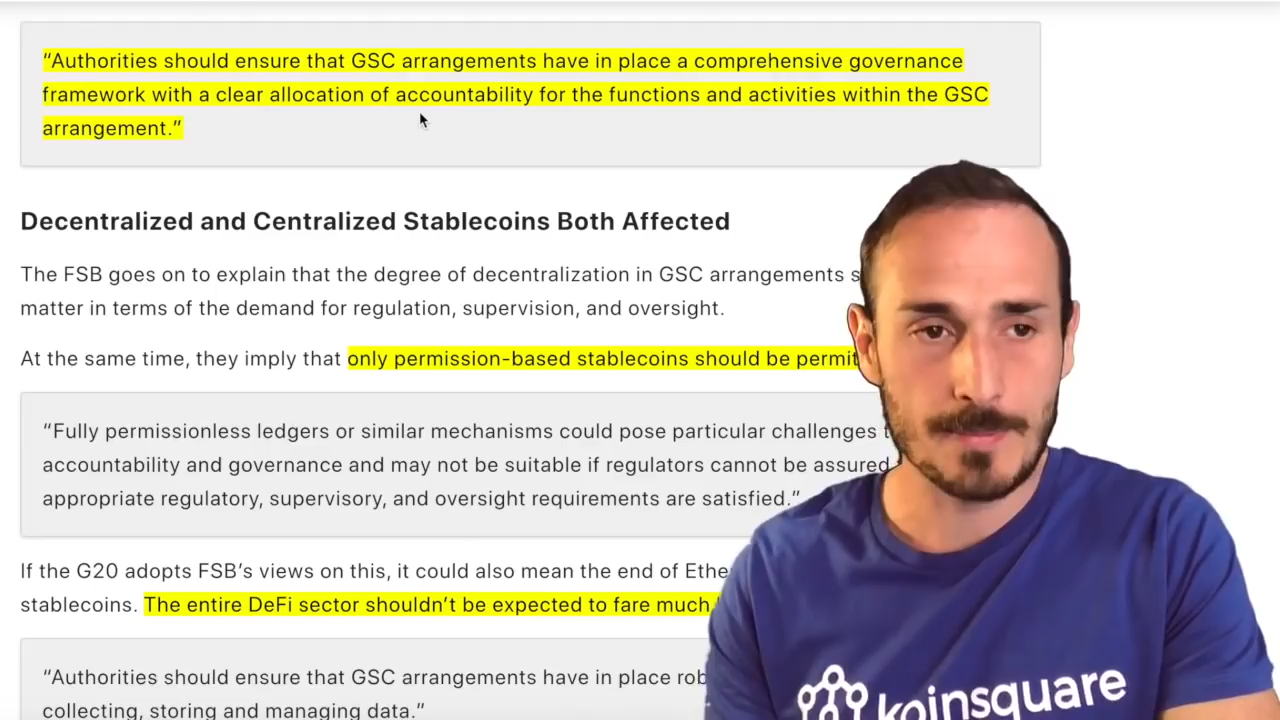 “Authorities should ensure that GSC arrangements have in place a comprehensive governance
framework with a clear allocation of accountability for the functions and activities within the GSC
arrangement.”
Decentralized and Centralized Stablecoins Both Affected
The FSB goes on to explain that the degree of decentralization in GSC arrangements
matter in terms of the demand for regulation, supervision, and oversight.
At the same time, they imply that only permission-based stablecoins should be
“Fully permissionless ledgers or similar mechanisms could pose particular challenges
accountability and governance and may not be suitable if regulators cannot be assured
appropriate regulatory, supervisory, and oversight requirements are satisfied.”
If the G20 adopts FSB’s views on this, it could also mean the end of
stablecoins. The entire DeFi sector shouldn’t be expected to fare much
“Authorities should ensure that GSC arrangements have in place
collecting, storing and managing data.”
koinsquare